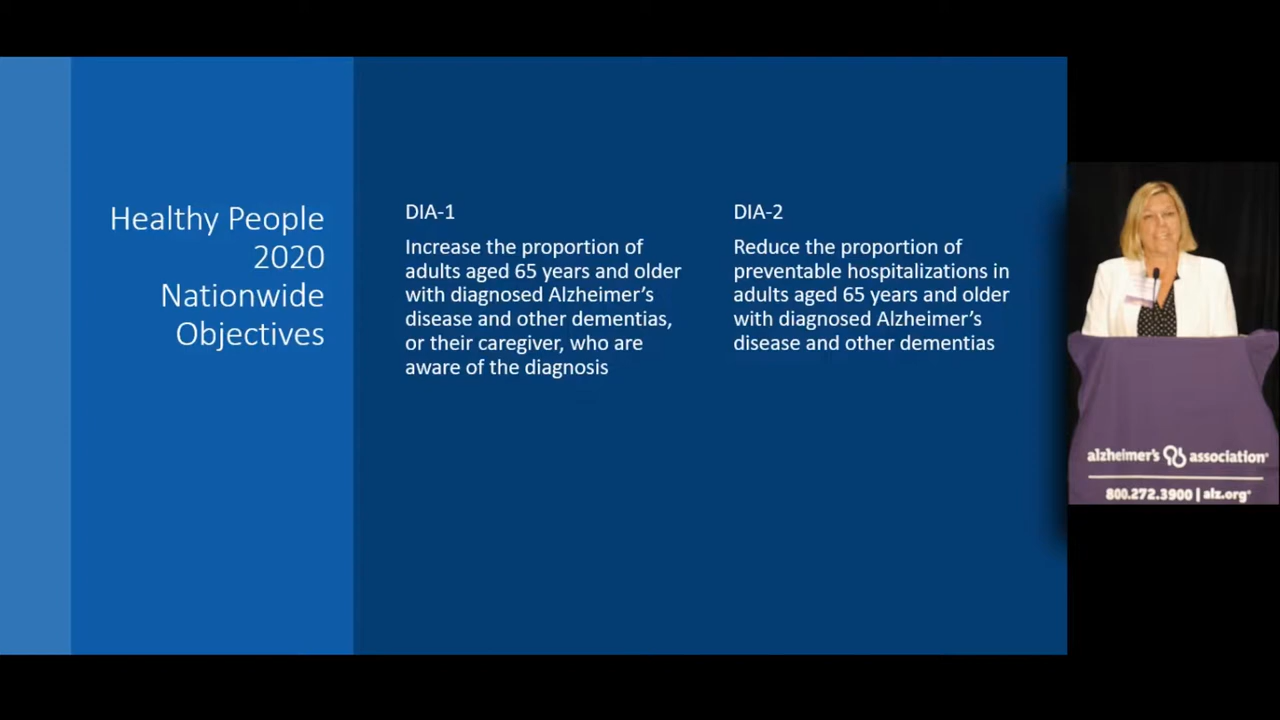 Healthy People
2020
Nationwide
Objectives
DIA-1
Increase the proportion of
adults aged 65 years and older
with diagnosed Alzheimer's
disease and other dementias,
or their caregiver, who are
aware of the diagnosis
DIA-2
Reduce the proportion of
preventable hospitalizations in
adults aged 65 years and older
with diagnosed Alzheimer's
disease and other dementias
alzheimer's association®
800.272.3900 | alz.org®